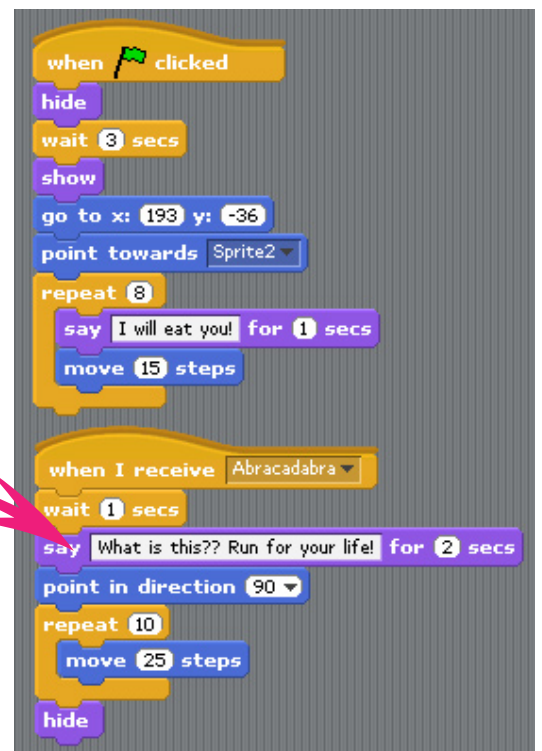 when clicked
hide
wait 3 secs
show
go to x: 193 y: -36
point towards Sprite2
repeat 8
say I will eat you! for 1 secs
move 15 steps
when I receive Abracadabra
wait 1 secs
say What is this?? Run for your life! for 2 secs
point in direction 90
repeat 10
move 25 steps
hide